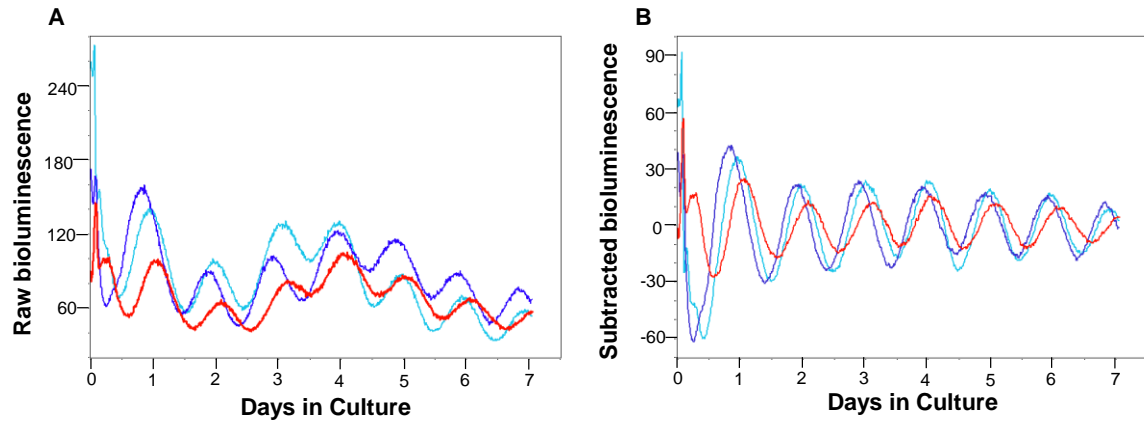 A
Raw bioluminescence
240
180
120
60
0 1 2 3 4 5 6 7
Days in Culture
B
Subtracted bioluminescence
90
60
30
0
-30
-60
0 1 2 3 4 5 6 7
Days in Culture